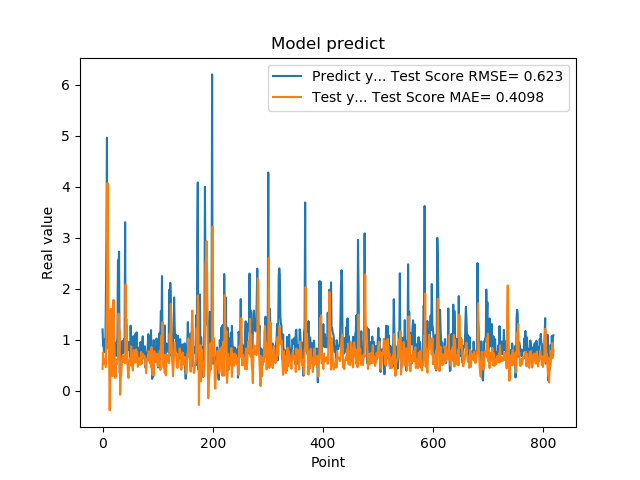 Model predict
Predict y... Test Score RMSE= 0.623
Test y... Test Score MAE= 0.4098
6
5
4
3
2
1
0
Real value
0 200 400 600 800
Point